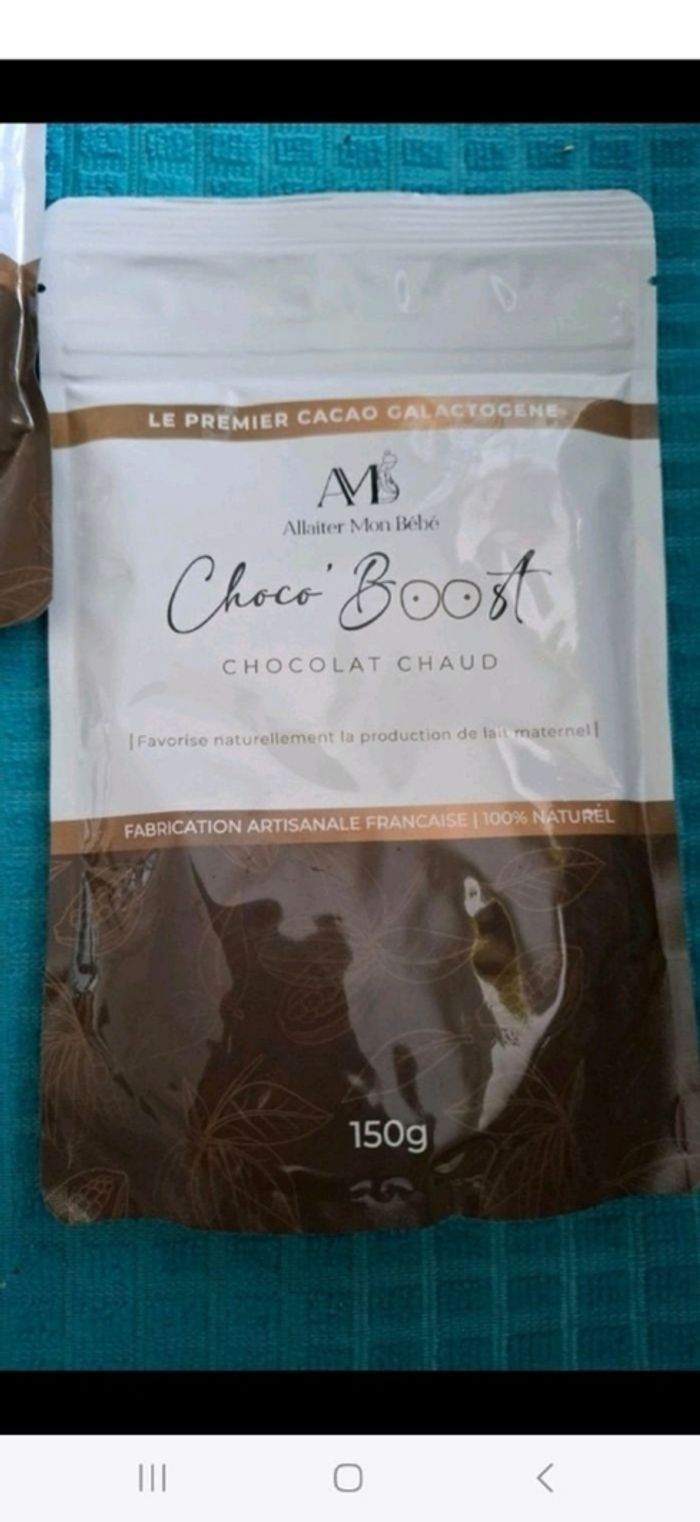 LE PREMIER CACAO GALACTOGENE
AMB
Allaiter Mon Bébé
Choco' Boost
CHOCOLAT CHAUD
|Favorise naturellement la production de lait maternel|
FABRICATION ARTISANALE FRANCAISE | 100% NATUREL
150g